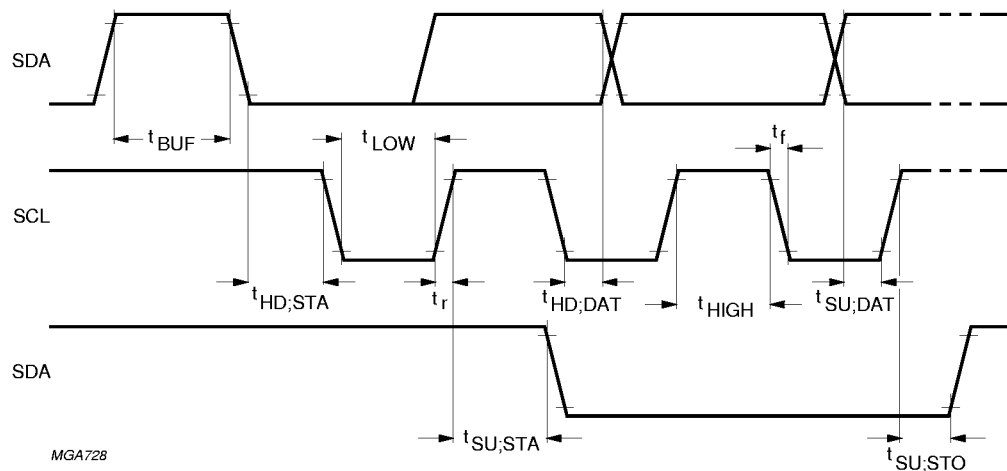 SDA
t BUF
t LOW
t f
SCL
t HD;STA
t r
t HD;DAT
t HIGH
t SU;DAT
SDA
t SU;STA
t SU;STO
MGA728